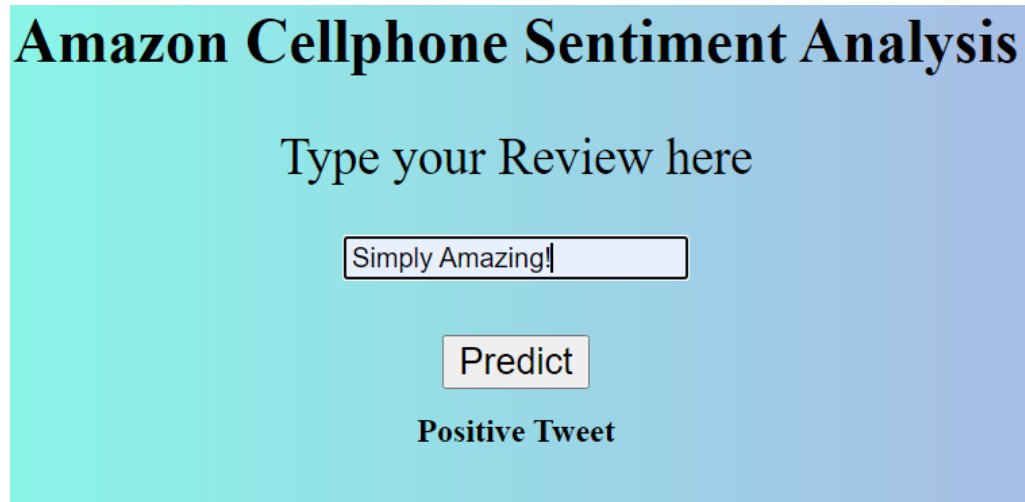 Amazon Cellphone Sentiment Analysis
Type your Review here
Simply Amazing!
Predict
Positive Tweet